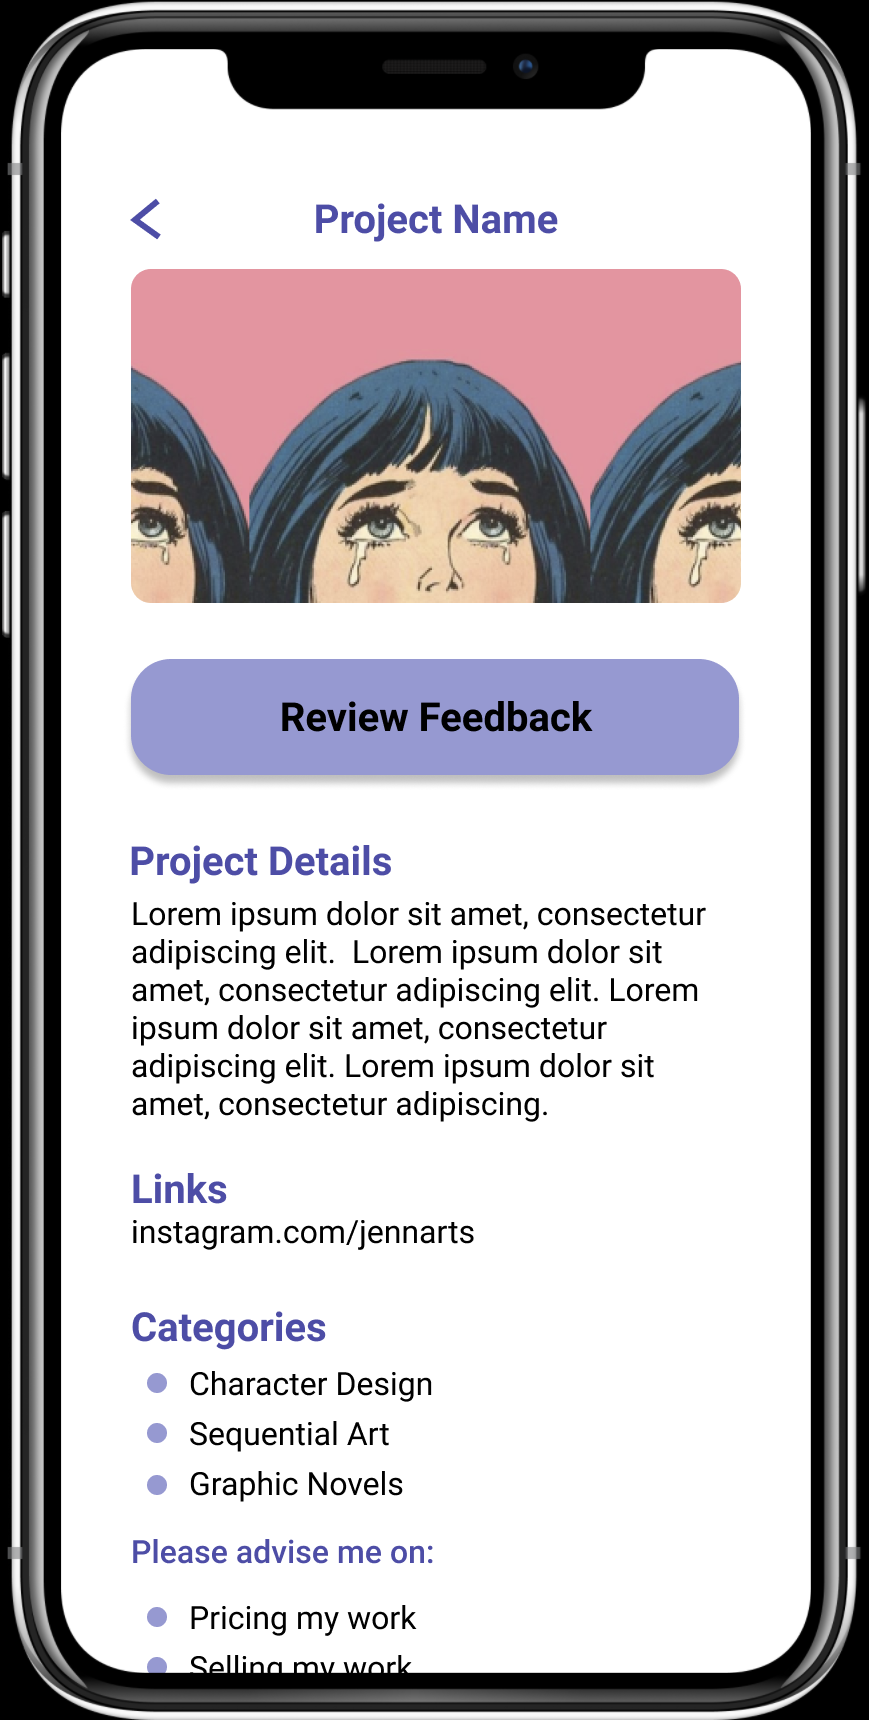 Project Name
Review Feedback
Project Details
Lorem ipsum dolor sit amet, consectetur
adipiscing elit.  Lorem ipsum dolor sit
amet, consectetur adipiscing elit. Lorem
ipsum dolor sit amet, consectetur
adipiscing elit. Lorem ipsum dolor sit
amet, consectetur adipiscing.
Links
instagram.com/jennarts
Categories
Character Design
Sequential Art
Graphic Novels
Please advise me on:
Pricing my work
Selling my work